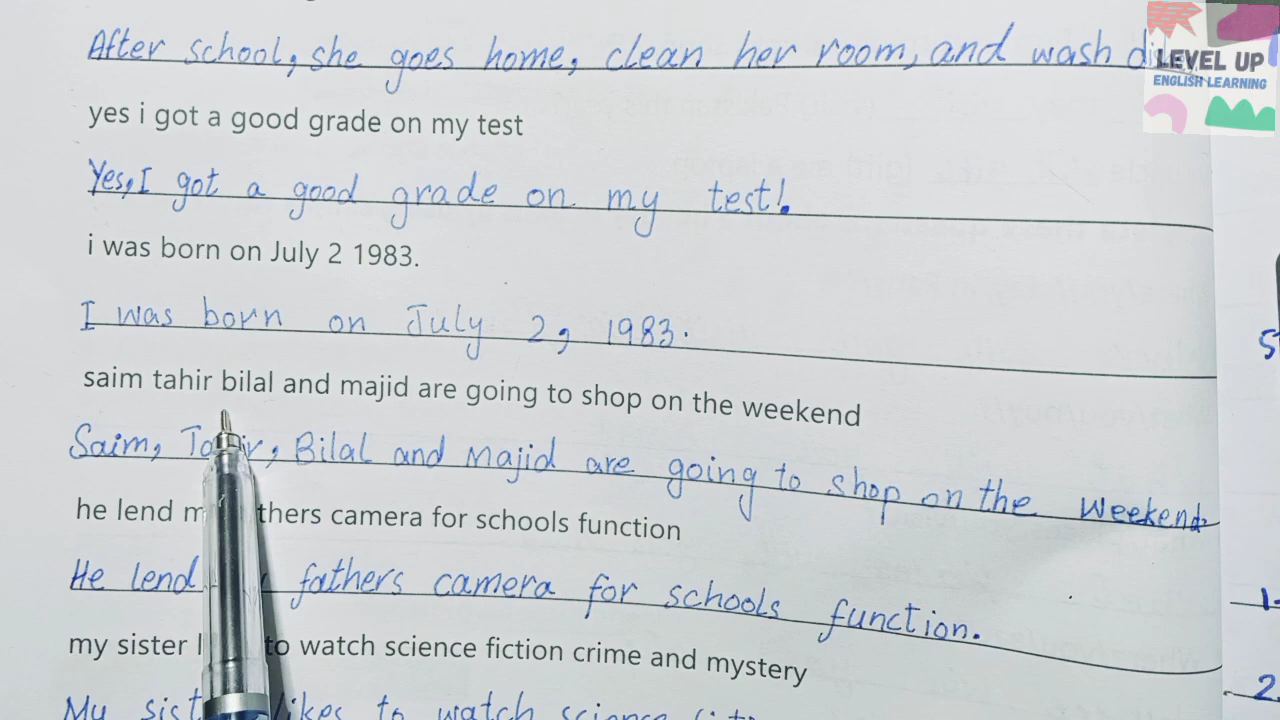 After school, she goes home, clean her room, and wash
LEVEL UP
ENGLISH LEARNING
yes i got a good grade on my test
Yes, I got a good grade on my test!
i was born on July 2 1983.
I was born on July 2, 1983.
saim tahir bilal and majid are going to shop on the weekend
Saim, Bilal and Majid are going to shop on the weekend
he lend camera for schools function
He lend fathers camera for schools function.
my sister to watch science fiction crime and mystery
My likes to watch science
1-
2